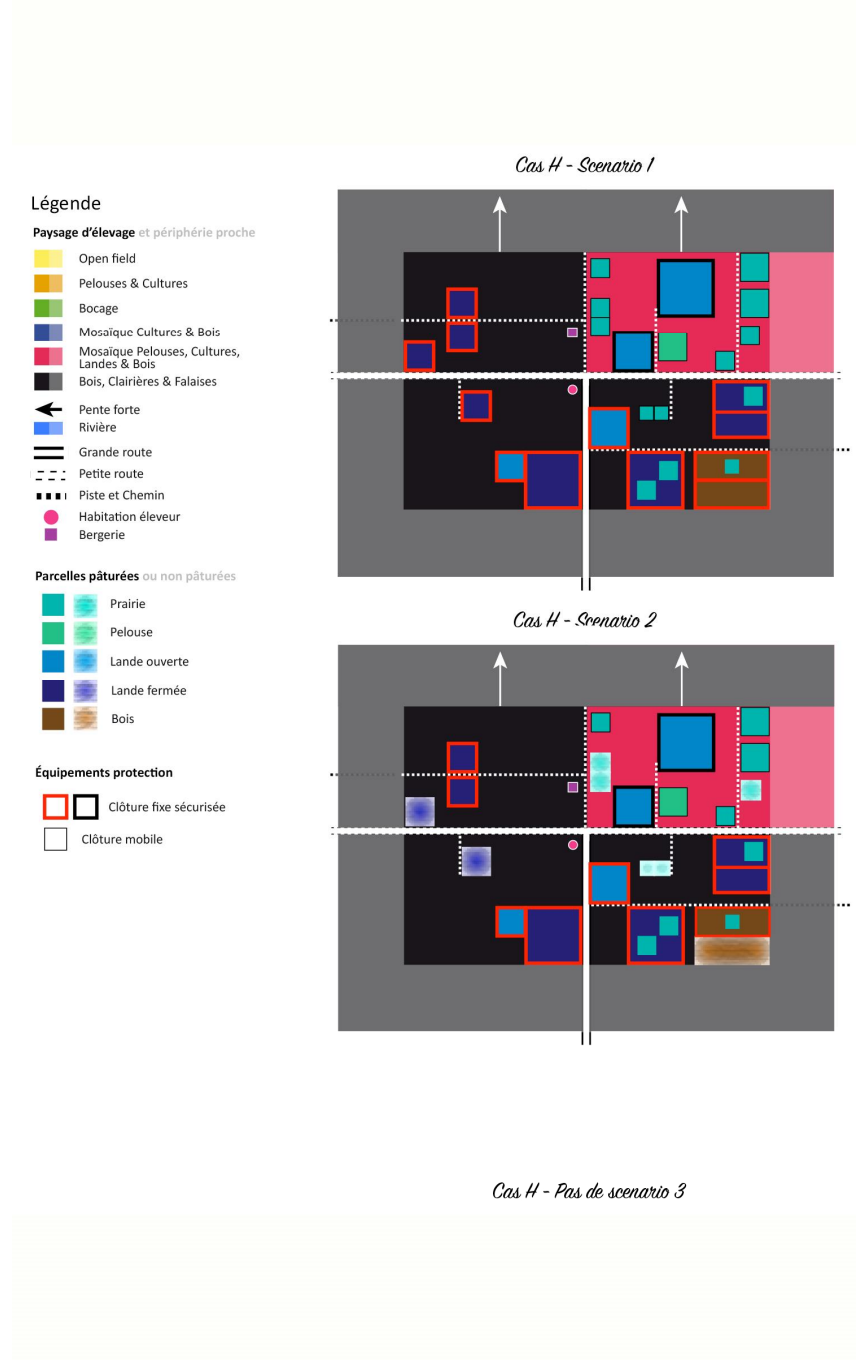 Cas H - Scenario 1
Légende
Paysage d'élevage et périphérie proche
Open field
Pelouses & Cultures
Bocage
Mosaïque Cultures & Bois
Mosaïque Pelouses, Cultures,
Landes & Bois
Bois, Clairières & Falaises
Pente forte
Rivière
Grande route
Petite route
Piste et Chemin
Habitation éleveur
Bergerie
Parcelles pâturées ou non pâturées
Prairie
Pelouse
Lande ouverte
Lande fermée
Bois
Équipements protection
Clôture fixe sécurisée
Clôture mobile
Cas H - Scenario 2
Cas H - Pas de scenario 3